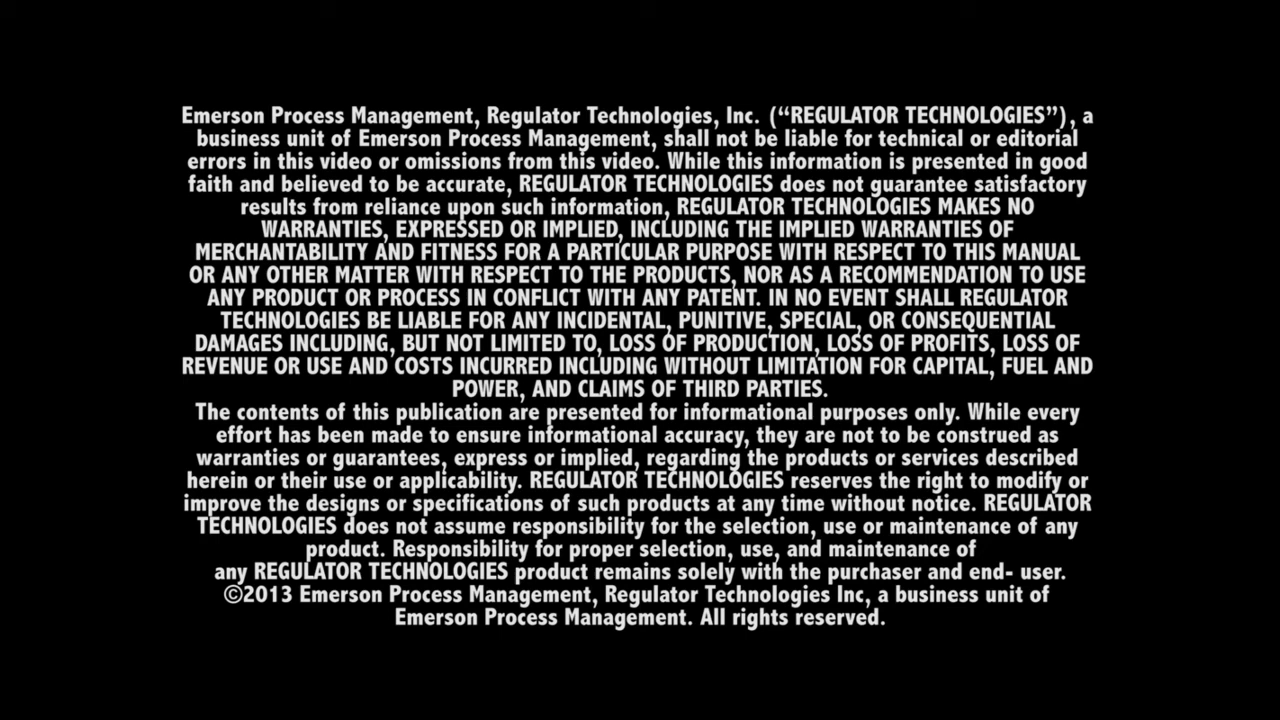 Emerson Process Management, Regulator Technologies, Inc. (“REGULATOR TECHNOLOGIES”), a
business unit of Emerson Process Management, shall not be liable for technical or editorial
errors in this video or omissions from this video. While this information is presented in good
faith and believed to be accurate, REGULATOR TECHNOLOGIES does not guarantee satisfactory
results from reliance upon such information, REGULATOR TECHNOLOGIES MAKES NO
WARRANTIES, EXPRESSED OR IMPLIED, INCLUDING THE IMPLIED WARRANTIES OF
MERCHANTABILITY AND FITNESS FOR A PARTICULAR PURPOSE WITH RESPECT TO THIS MANUAL
OR ANY OTHER MATTER WITH RESPECT TO THE PRODUCTS, NOR AS A RECOMMENDATION TO USE
ANY PRODUCT OR PROCESS IN CONFLICT WITH ANY PATENT. IN NO EVENT SHALL REGULATOR
TECHNOLOGIES BE LIABLE FOR ANY INCIDENTAL, PUNITIVE, SPECIAL, OR CONSEQUENTIAL
DAMAGES INCLUDING, BUT NOT LIMITED TO, LOSS OF PRODUCTION, LOSS OF PROFITS, LOSS OF
REVENUE OR USE AND COSTS INCURRED INCLUDING WITHOUT LIMITATION FOR CAPITAL, FUEL AND
POWER, AND CLAIMS OF THIRD PARTIES.
The contents of this publication are presented for informational purposes only. While every
effort has been made to ensure informational accuracy, they are not to be construed as
warranties or guarantees, express or implied, regarding the products or services described
herein or their use or applicability. REGULATOR TECHNOLOGIES reserves the right to modify or
improve the designs or specifications of such products at any time without notice. REGULATOR
TECHNOLOGIES does not assume responsibility for the selection, use or maintenance of any
product. Responsibility for proper selection, use, and maintenance of
any REGULATOR TECHNOLOGIES product remains solely with the purchaser and end- user.
©2013 Emerson Process Management, Regulator Technologies Inc, a business unit of
Emerson Process Management. All rights reserved.